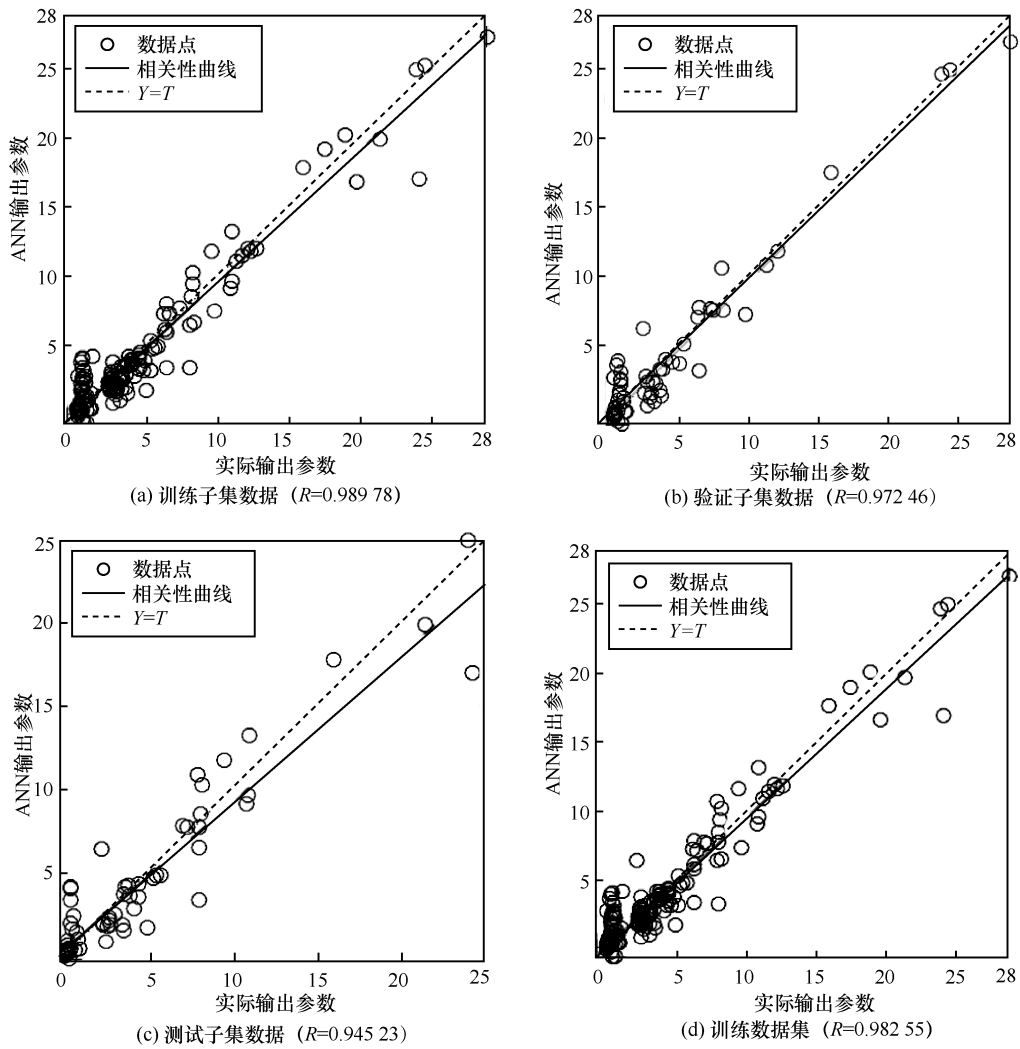 28
25
20
15
10
5
0
5
10
15
20
25
28
数据点
相关性曲线
Y=T
ANN输出参数
实际输出参数
(a) 训练子集数据（R=0.989 78）
28
25
20
15
10
5
0
5
10
15
20
25
28
数据点
相关性曲线
Y=T
ANN输出参数
实际输出参数
(b) 验证子集数据（R=0.972 46）
25
20
15
10
5
0
5
10
15
20
25
数据点
相关性曲线
Y=T
ANN输出参数
实际输出参数
(c) 测试子集数据（R=0.945 23）
28
25
20
15
10
5
0
5
10
15
20
25
28
数据点
相关性曲线
Y=T
ANN输出参数
实际输出参数
(d) 训练数据集（R=0.982 55）